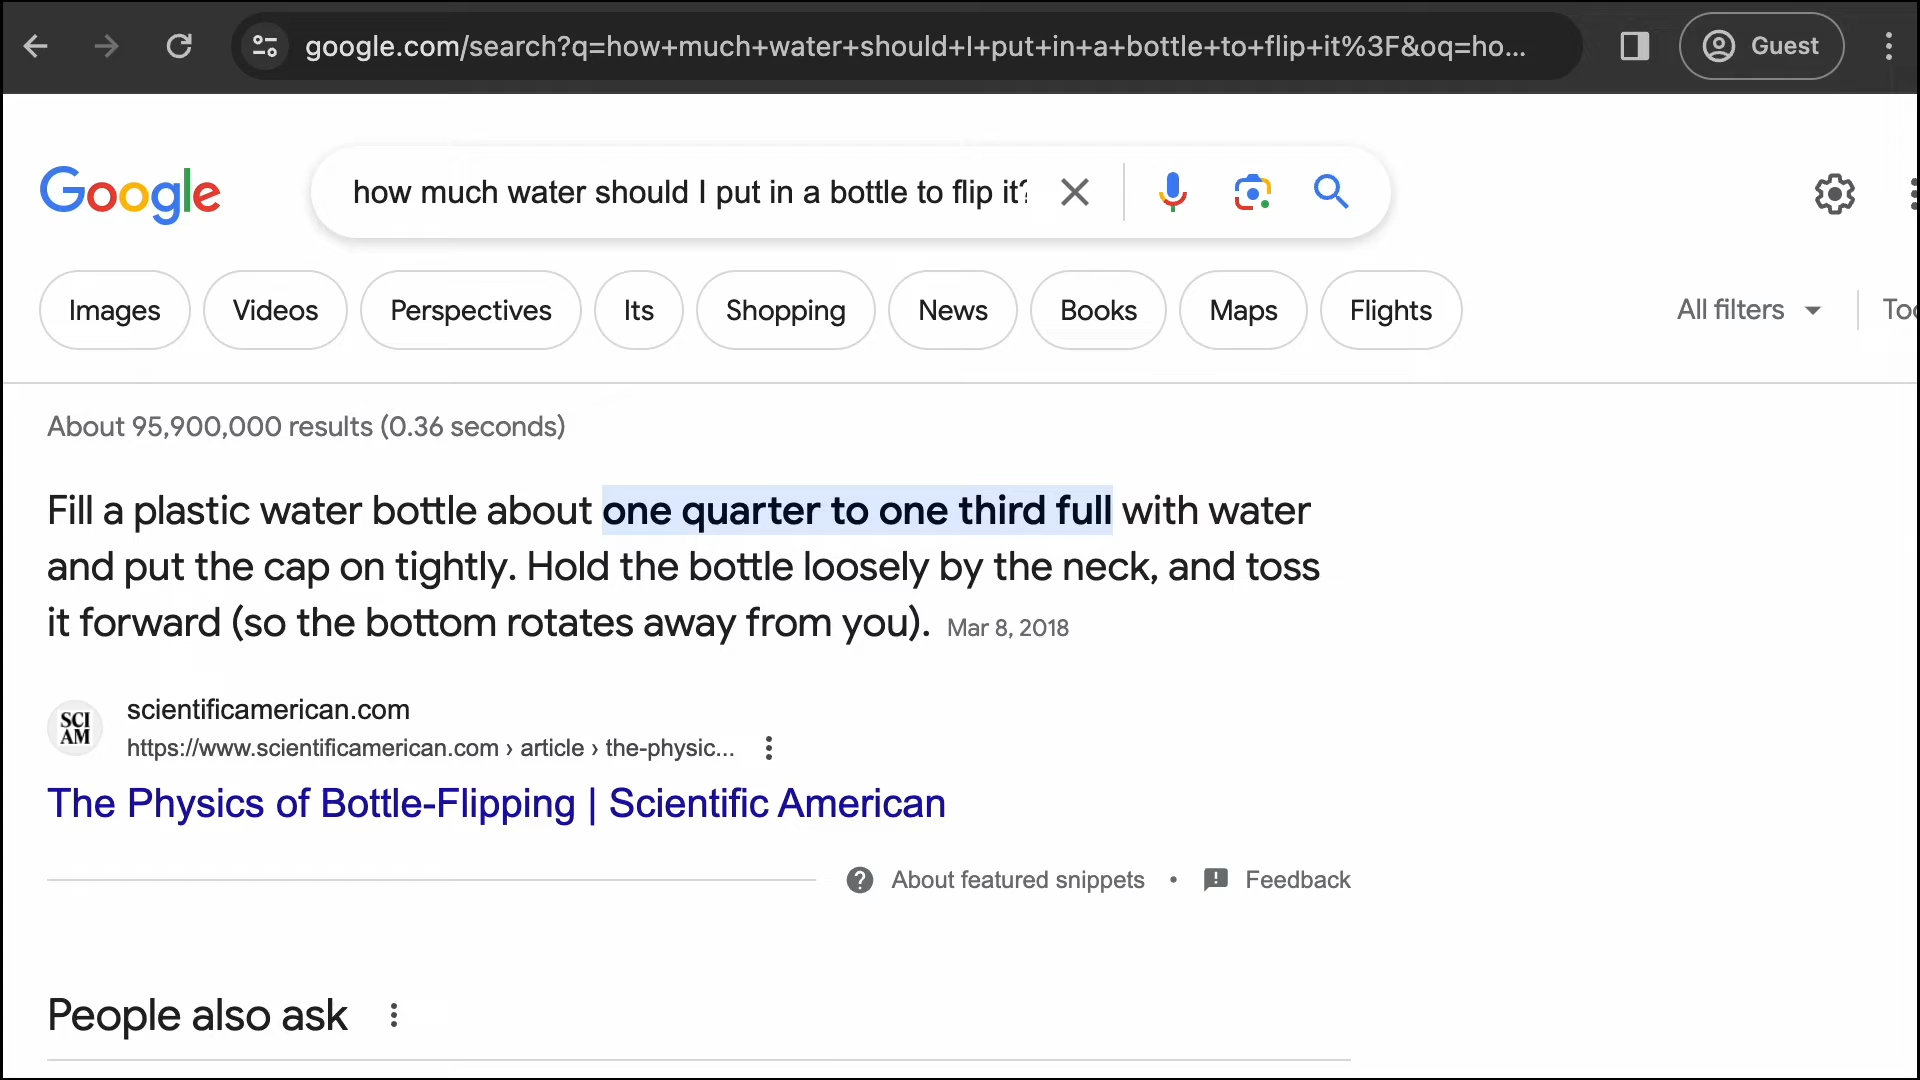 google.com/search?q=how+much+water+should+I+put+in+a+bottle+to+flip+it%3F&oq=ho...
Guest
Google
how much water should I put in a bottle to flip it?
Images
Videos
Perspectives
Its
Shopping
News
Books
Maps
Flights
All filters
About 95,900,000 results (0.36 seconds)
Fill a plastic water bottle about one quarter to one third full with water
and put the cap on tightly. Hold the bottle loosely by the neck, and toss
it forward (so the bottom rotates away from you). Mar 8, 2018
SCI
AM
scientificamerican.com
https://www.scientificamerican.com › article › the-physic...
The Physics of Bottle-Flipping | Scientific American
About featured snippets • Feedback
People also ask